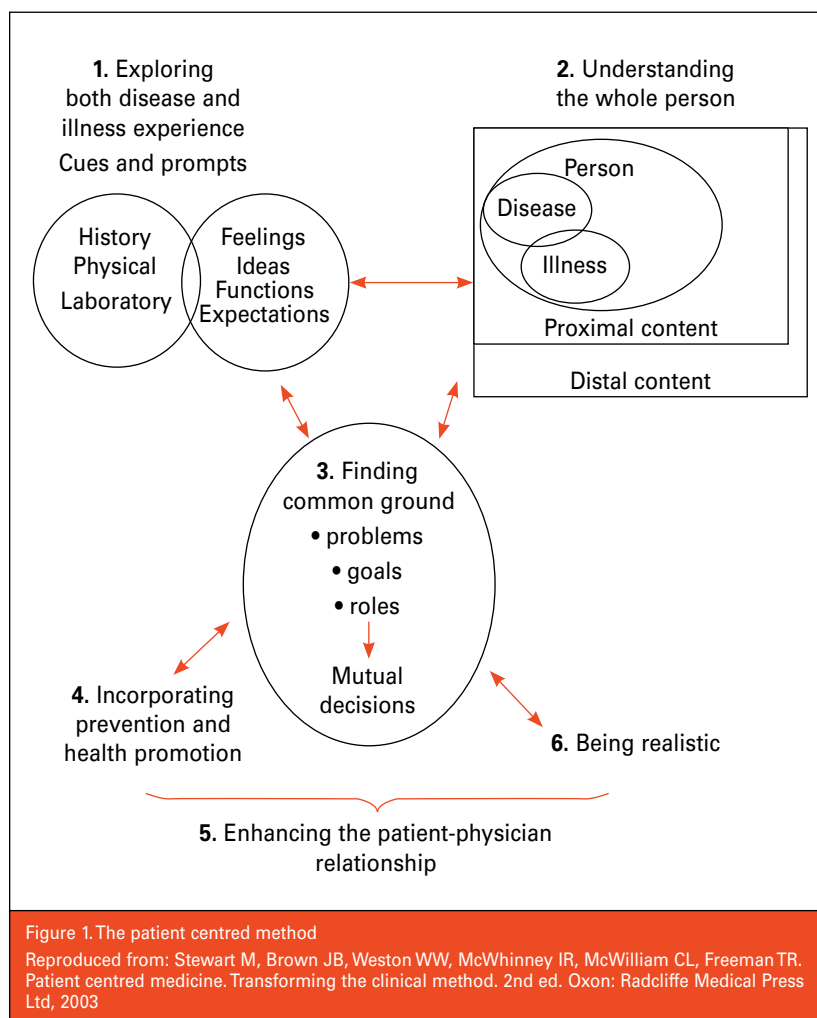 1. Exploring
both disease and
illness experience
Cues and prompts
History
Physical
Laboratory
Feelings
Ideas
Functions
Expectations
2. Understanding
the whole person
Person
Disease
Illness
Proximal content
Distal content
3. Finding
common ground
• problems
• goals
• roles
Mutual
decisions
4. Incorporating
prevention and
health promotion
6. Being realistic
5. Enhancing the patient-physician
relationship
Figure 1. The patient centred method
Reproduced from: Stewart M, Brown JB, Weston WW, McWhinney IR, McWilliam CL, Freeman TR.
Patient centred medicine. Transforming the clinical method. 2nd ed. Oxon: Radcliffe Medical Press
Ltd, 2003